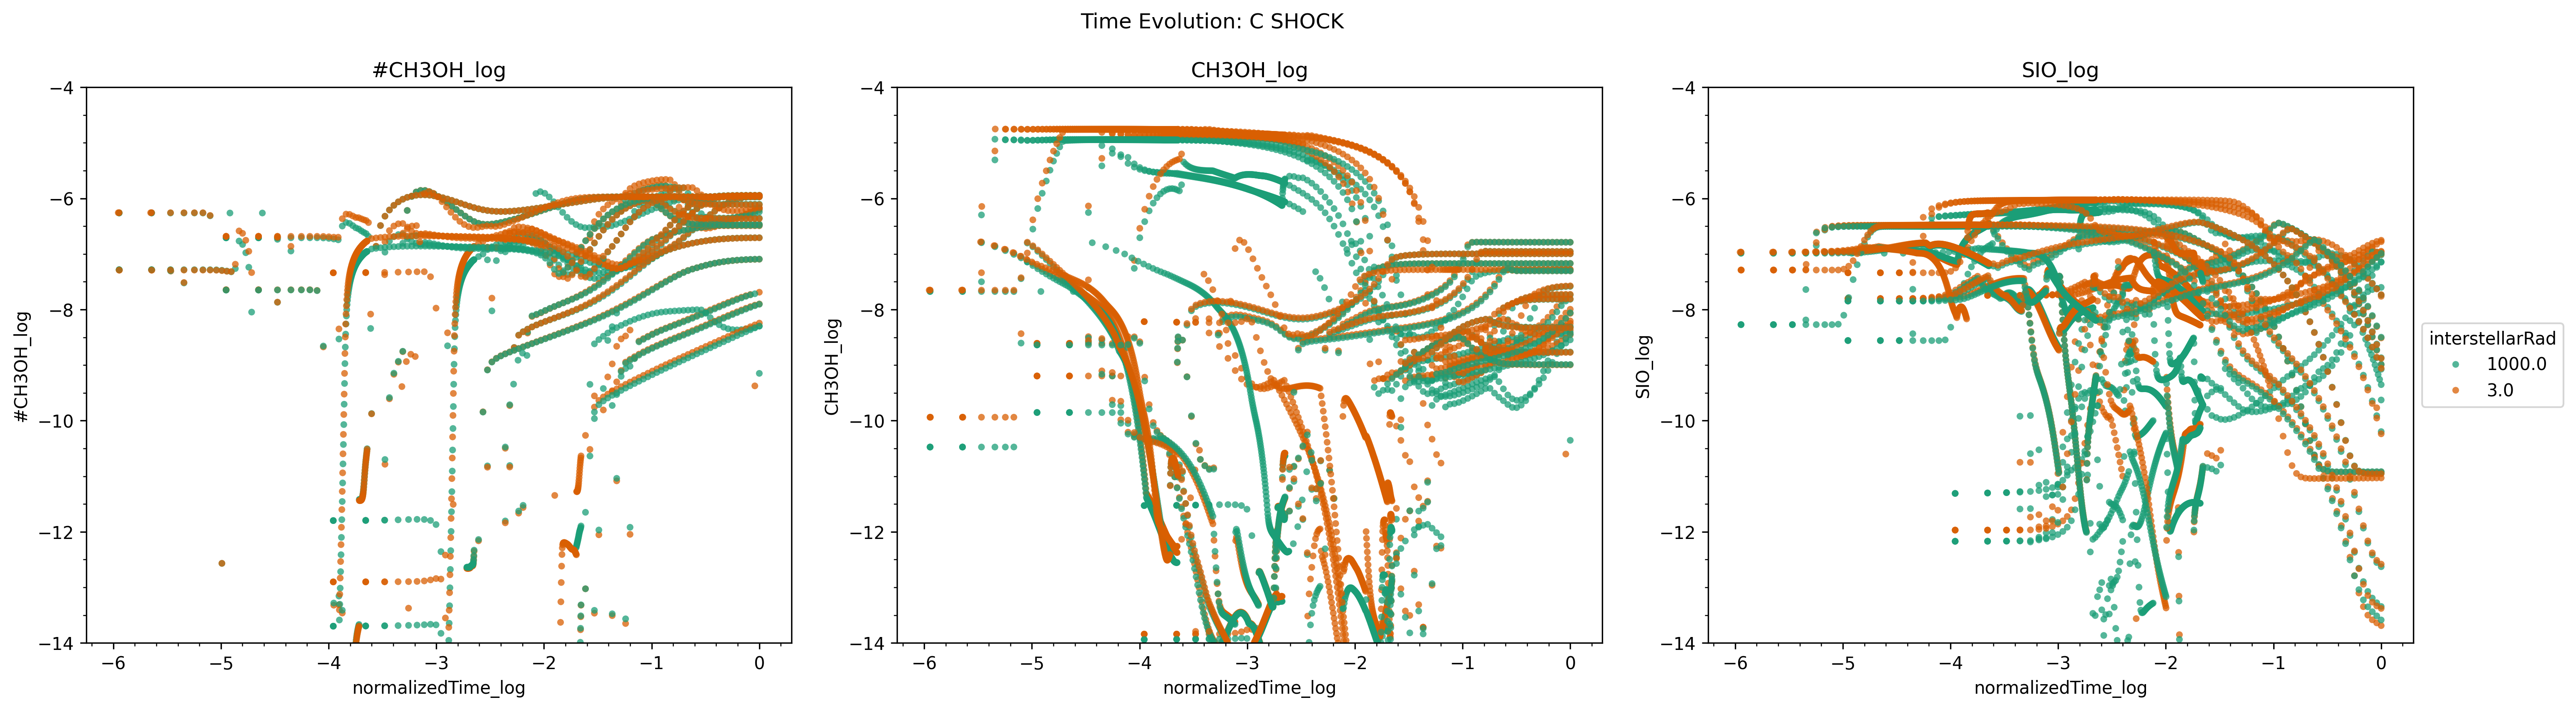 Time Evolution: C SHOCK
#CH3OH_log
CH3OH_log
SIO_log
#CH3OH_log
−4
−6
−8
−10
−12
−14
−6 −5 −4 −3 −2 −1 0
normalizedTime_log
CH3OH_log
−4
−6
−8
−10
−12
−14
−6 −5 −4 −3 −2 −1 0
normalizedTime_log
SIO_log
−4
−6
−8
−10
−12
−14
−6 −5 −4 −3 −2 −1 0
normalizedTime_log
interstellarRad
1000.0
3.0